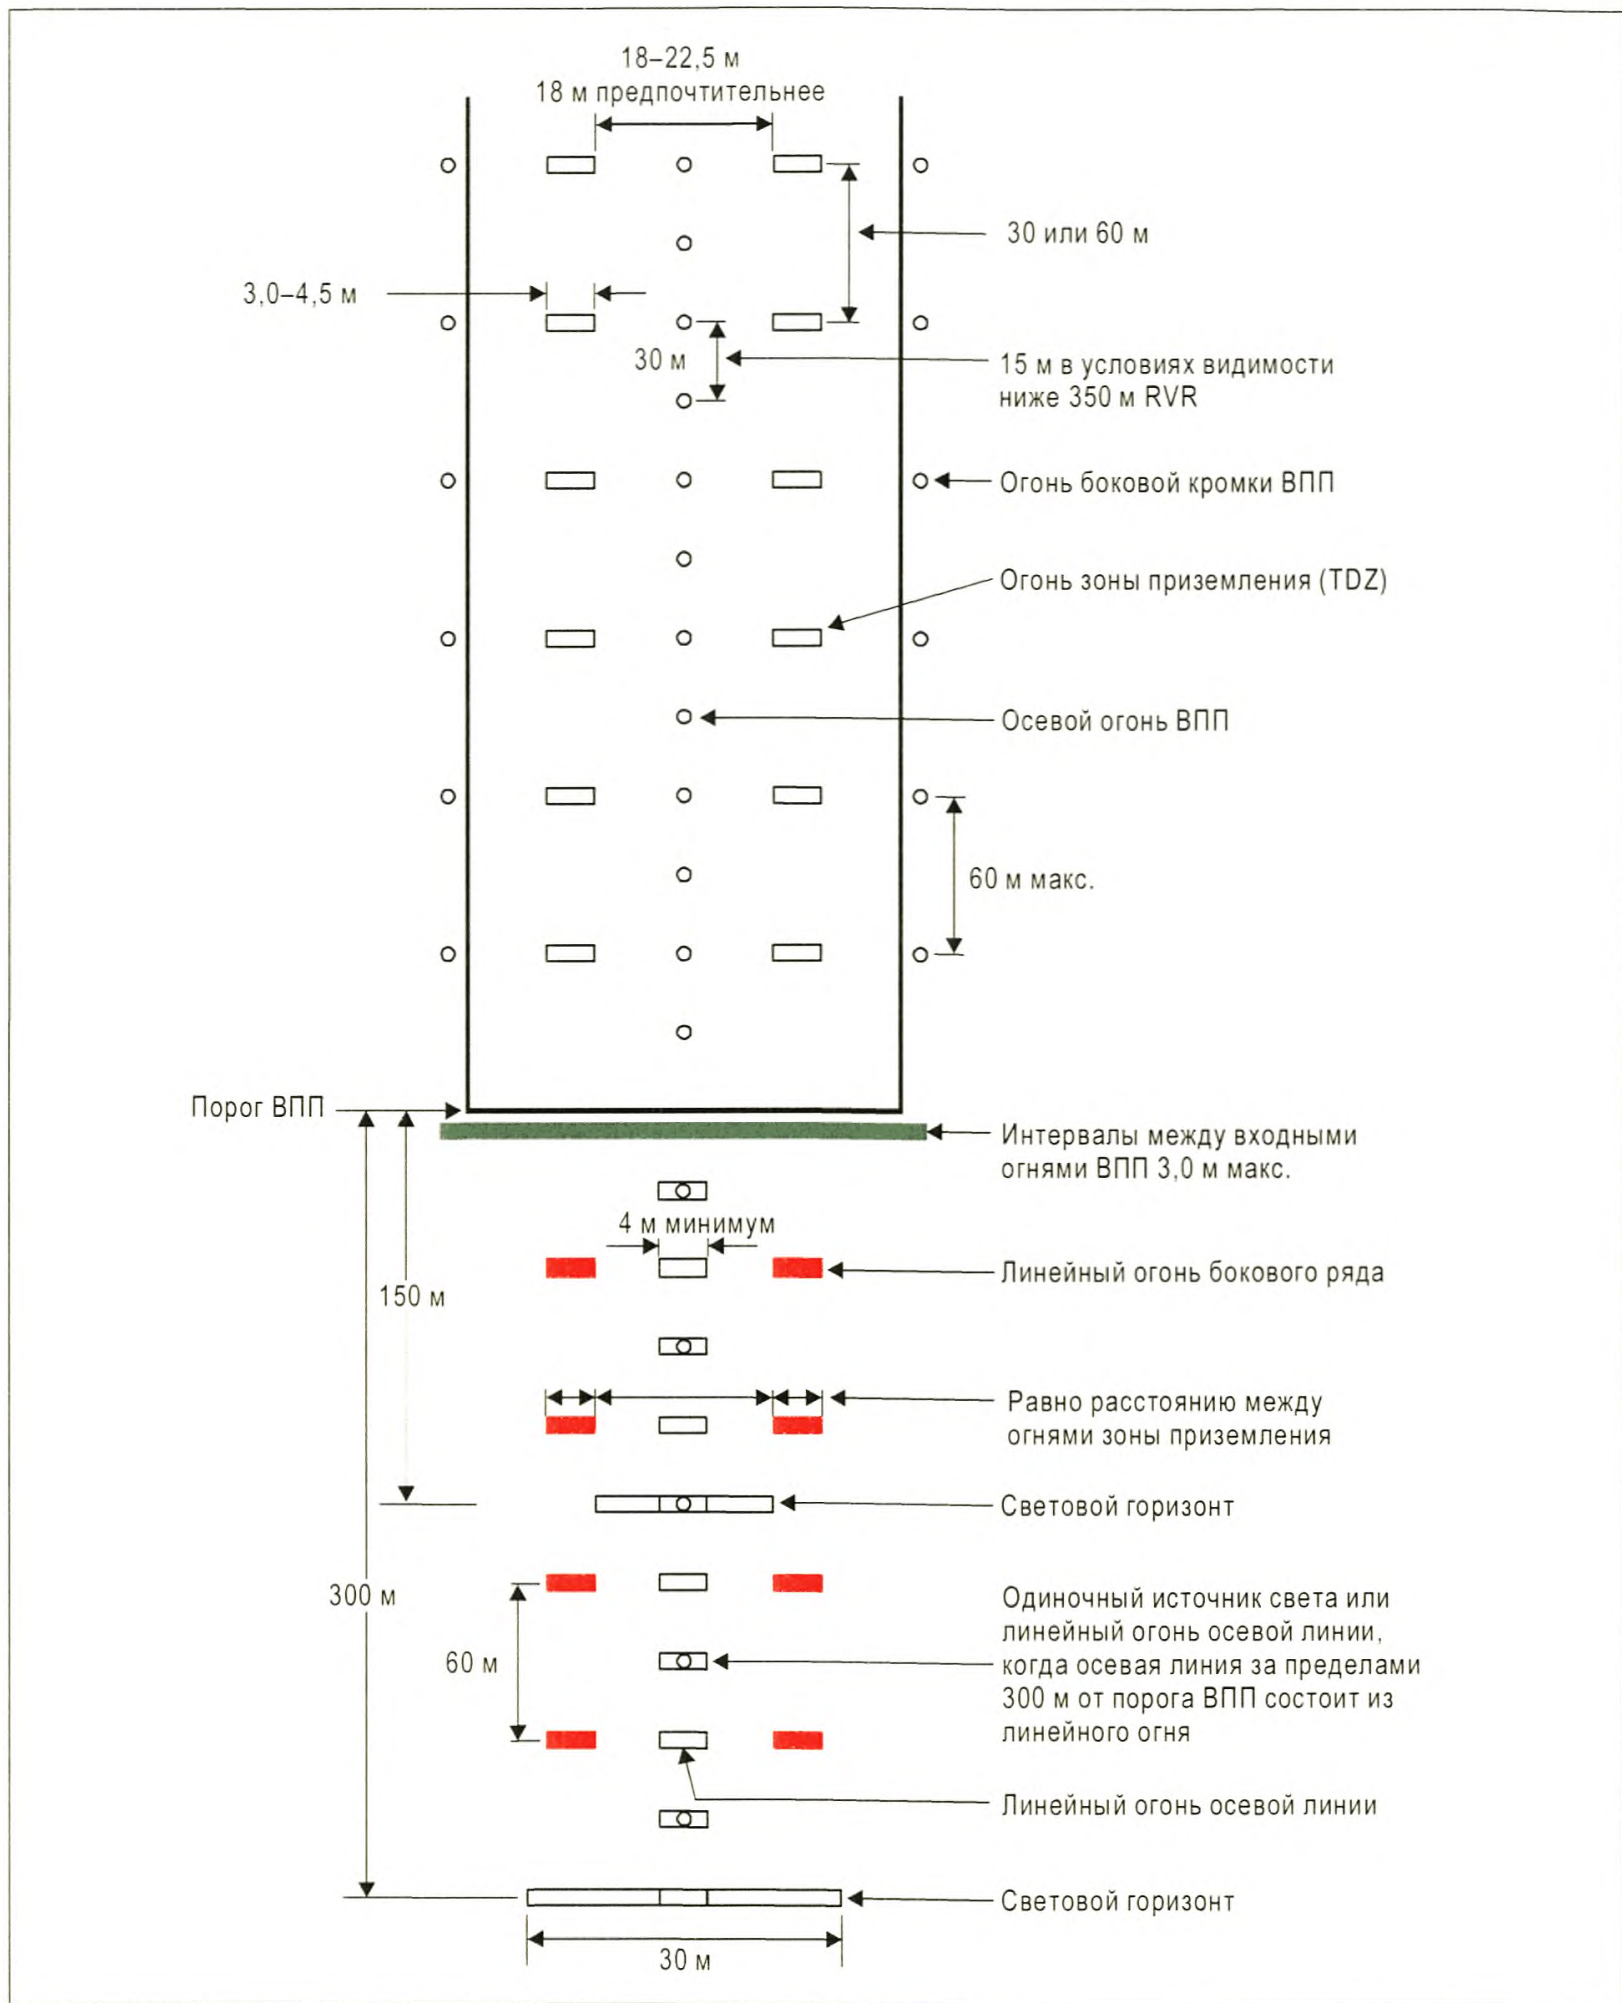 18–22,5 м
18 м предпочтительнее
30 или 60 м
3,0–4,5 м
30 м
15 м в условиях видимости
ниже 350 м RVR
Огонь боковой кромки ВПП
Огонь зоны приземления (TDZ)
Осевой огонь ВПП
60 м макс.
Порог ВПП
Интервалы между входными
огнями ВПП 3,0 м макс.
4 м минимум
Линейный огонь бокового ряда
150 м
Равно расстоянию между
огнями зоны приземления
Световой горизонт
300 м
Одиночный источник света или
линейный огонь осевой линии,
когда осевая линия за пределами
300 м от порога ВПП состоит из
линейного огня
60 м
Линейный огонь осевой линии
Световой горизонт
30 м